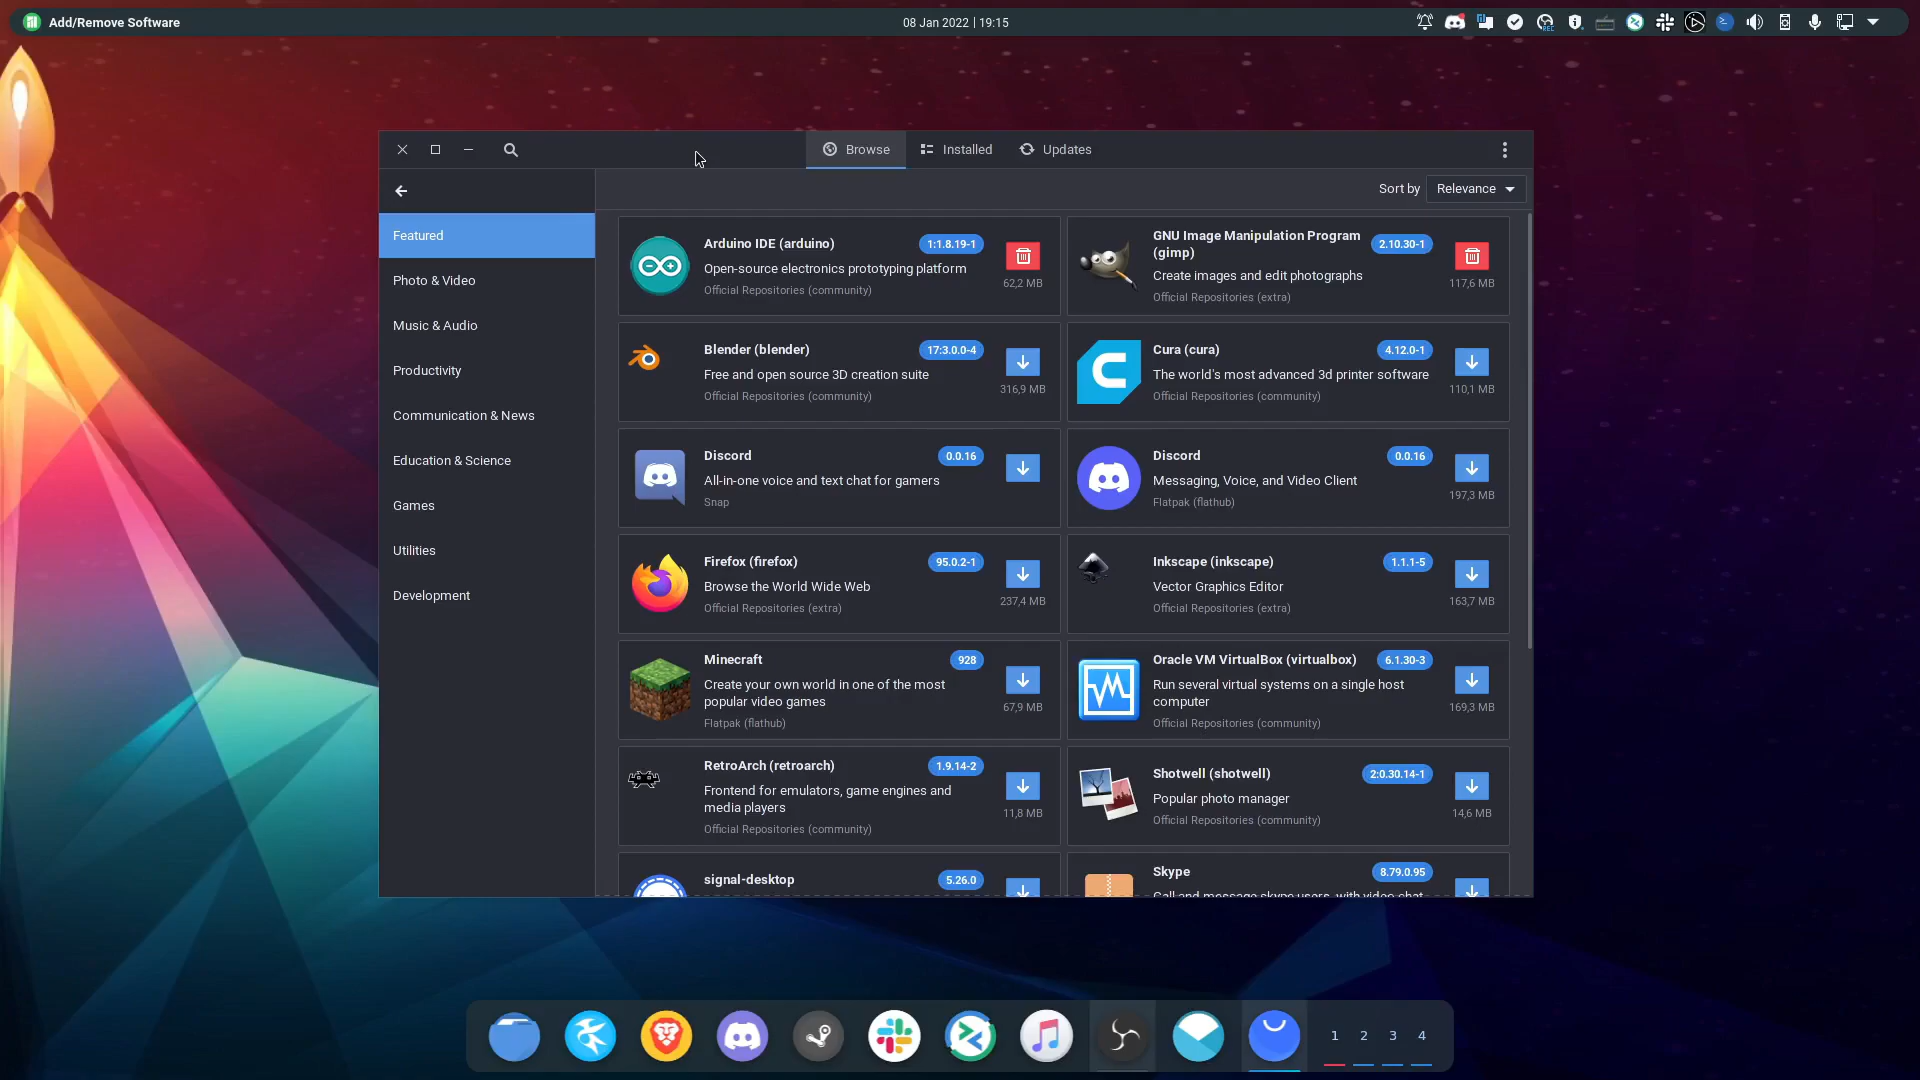 Add/Remove Software
08 Jan 2022 | 19:15
REC
Browse
Installed
Updates
Sort by
Relevance
Featured
Photo & Video
Music & Audio
Productivity
Communication & News
Education & Science
Games
Utilities
Development
Arduino IDE (arduino)
1:1.8.19-1
Open-source electronics prototyping platform
Official Repositories (community)
62,2 MB
GNU Image Manipulation Program
(gimp)
2.10.30-1
Create images and edit photographs
Official Repositories (extra)
117,6 MB
Blender (blender)
17:3.0.0-4
Free and open source 3D creation suite
Official Repositories (community)
316,9 MB
Cura (cura)
4.12.0-1
The world's most advanced 3d printer software
Official Repositories (community)
110,1 MB
Discord
0.0.16
All-in-one voice and text chat for gamers
Snap
Discord
0.0.16
Messaging, Voice, and Video Client
Flatpak (flathub)
197,3 MB
Firefox (firefox)
95.0.2-1
Browse the World Wide Web
Official Repositories (extra)
237,4 MB
Inkscape (inkscape)
1.1.1-5
Vector Graphics Editor
Official Repositories (extra)
163,7 MB
Minecraft
928
Create your own world in one of the most
popular video games
Flatpak (flathub)
67,9 MB
Oracle VM VirtualBox (virtualbox)
6.1.30-3
Run several virtual systems on a single host
computer
Official Repositories (community)
169,3 MB
RetroArch (retroarch)
1.9.14-2
Frontend for emulators, game engines and
media players
Official Repositories (community)
11,8 MB
Shotwell (shotwell)
2:0.30.14-1
Popular photo manager
Official Repositories (community)
14,6 MB
signal-desktop
5.26.0
Skype
8.79.0.95
Call and message skype users, with video chat
1 2 3 4